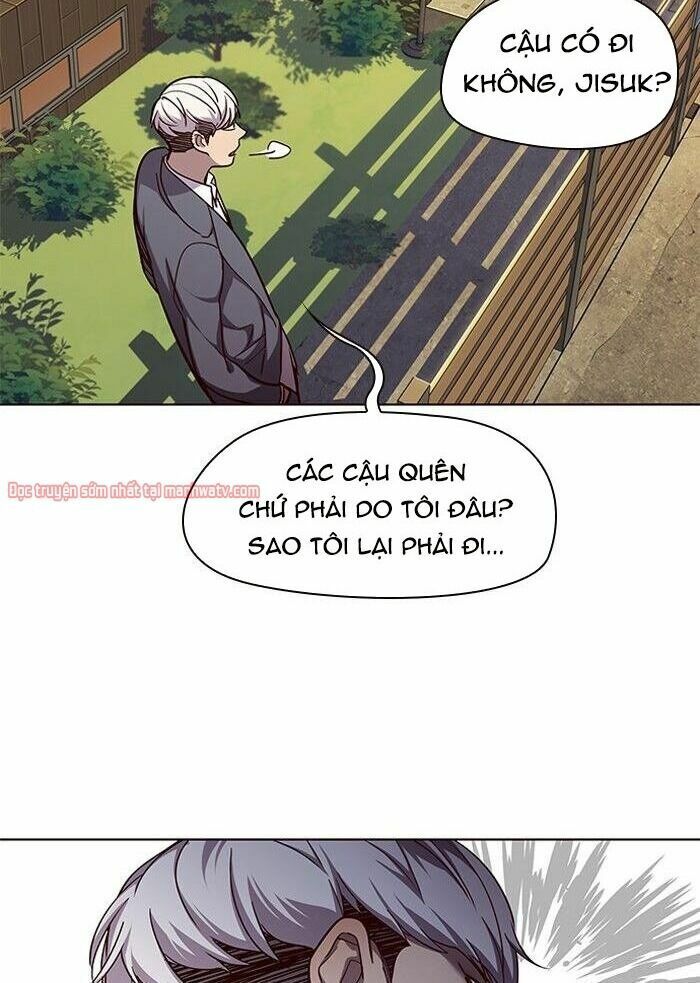 CẬU CÓ ĐI
KHÔNG, JISUK?
CÁC CẬU QUÊN
CHỨ PHẢI DO TÔI ĐÂU?
SAO TÔI LẠI PHẢI ĐI...
Đọc truyện sớm nhất tại manhwatv.com